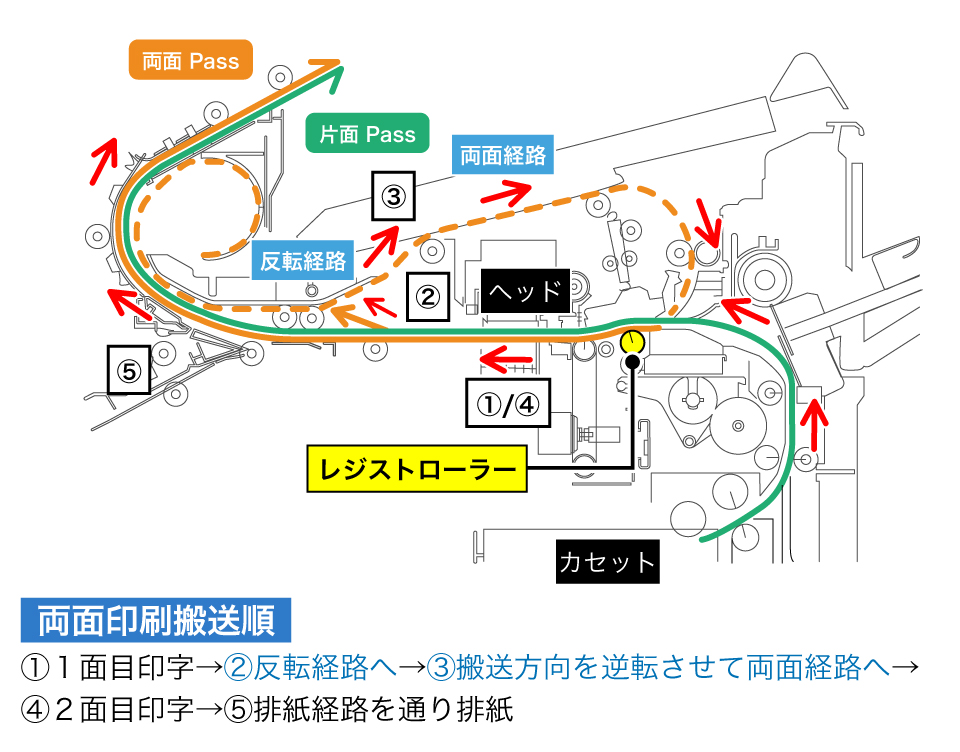 両面 Pass
片面 Pass
両面経路
③
反転経路
②
ヘッド
⑤
①/④
レジストローラー
カセット
両面印刷搬送順
①１面目印字→②反転経路へ→③搬送方向を逆転させて両面経路へ→
④２面目印字→⑤排紙経路を通り排紙